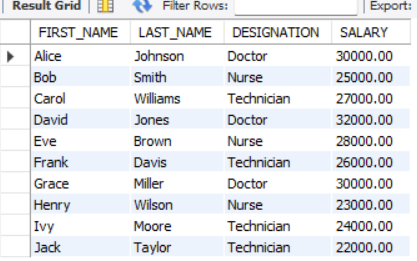 Result Grid Filter Rows: Export:
FIRST_NAME LAST_NAME DESIGNATION SALARY
Alice Johnson Doctor 30000.00
Bob Smith Nurse 25000.00
Carol Williams Technician 27000.00
David Jones Doctor 32000.00
Eve Brown Nurse 28000.00
Frank Davis Technician 26000.00
Grace Miller Doctor 30000.00
Henry Wilson Nurse 23000.00
Ivy Moore Technician 24000.00
Jack Taylor Technician 22000.00